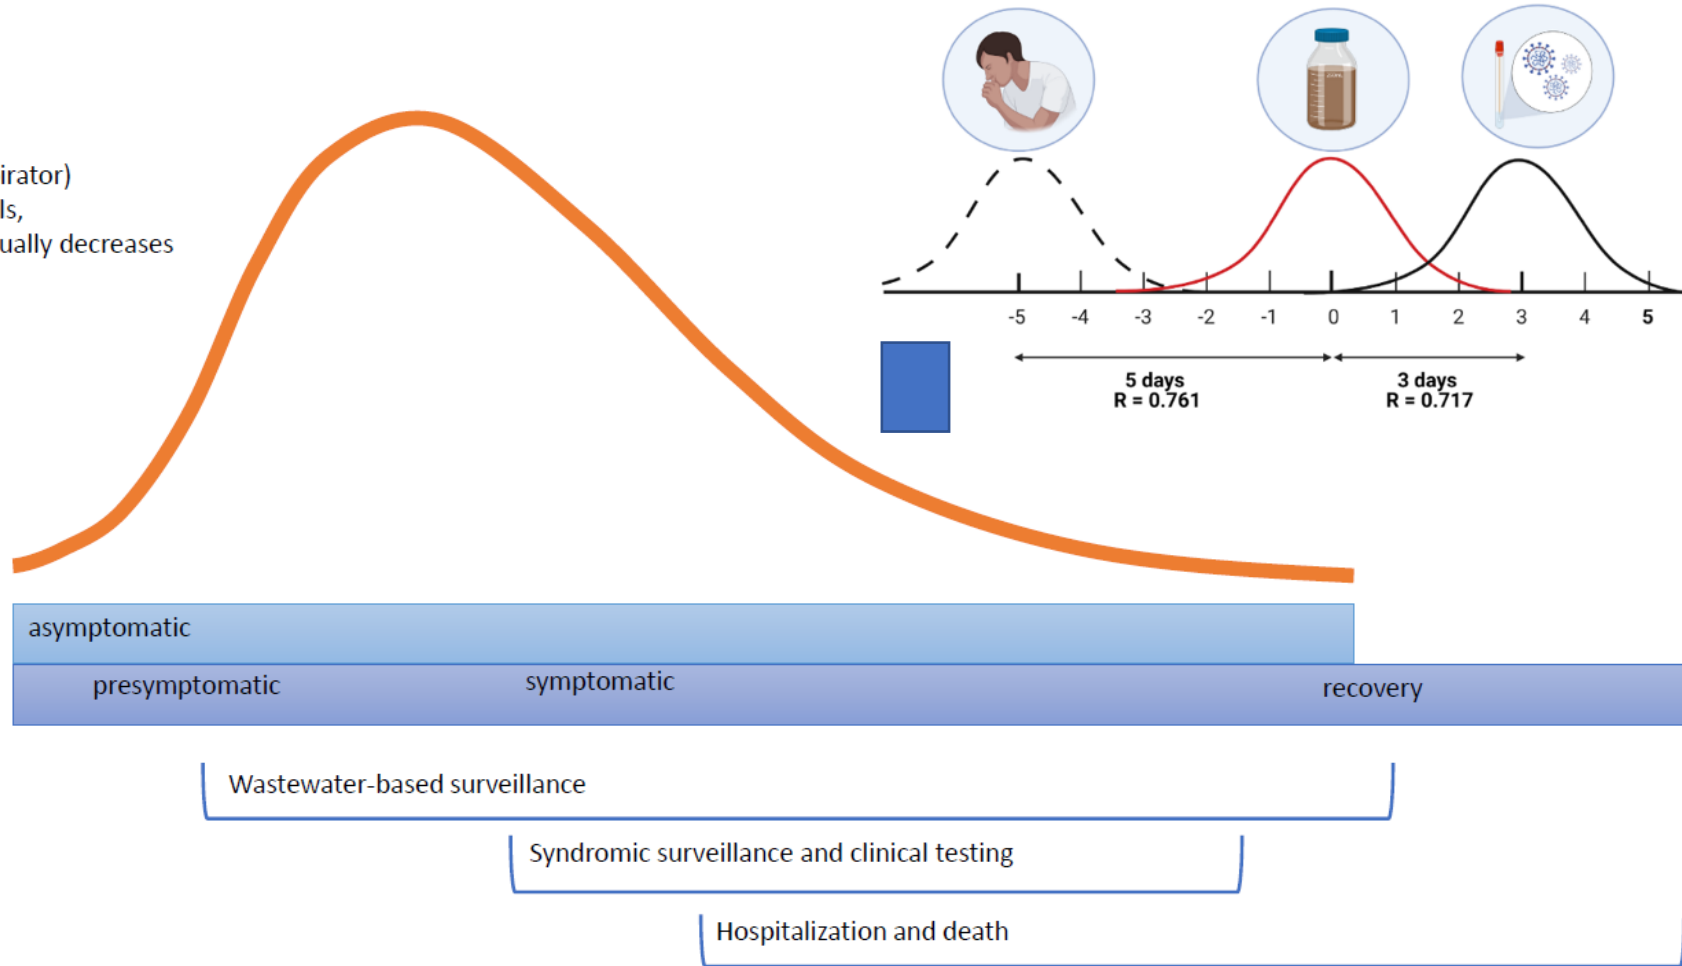 irator)
ls,
ually decreases
-5 -4 -3 -2 -1 0 1 2 3 4 5
5 days
R = 0.761
3 days
R = 0.717
asymptomatic
presymptomatic symptomatic recovery
Wastewater-based surveillance
Syndromic surveillance and clinical testing
Hospitalization and death